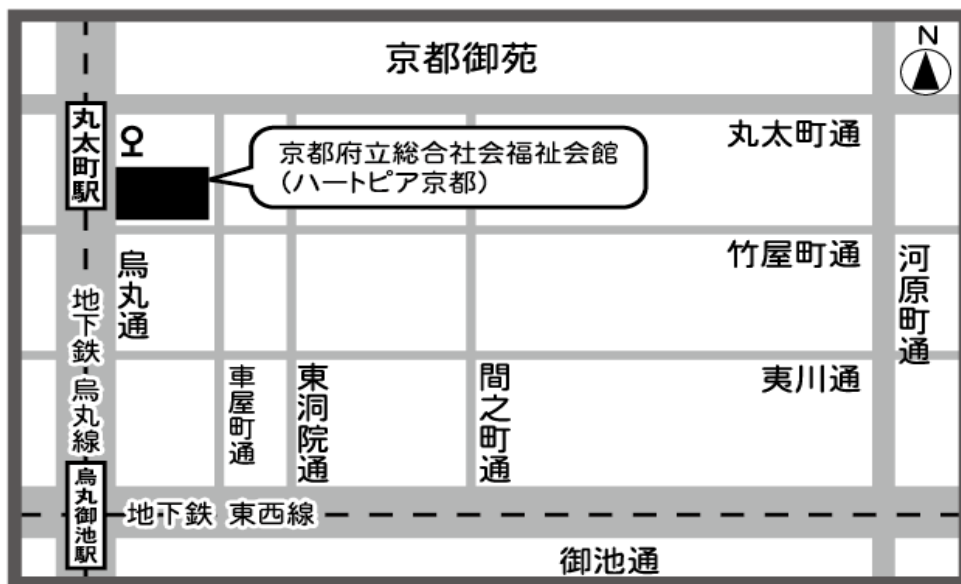 京都御苑
N
丸太町駅
丸太町通
京都府立総合社会福祉会館
（ハートピア京都）
竹屋町通
烏丸通
河原町通
地下鉄 烏丸線
夷川通
車屋町通
東洞院通
間之町通
烏丸御池駅
地下鉄 東西線
御池通